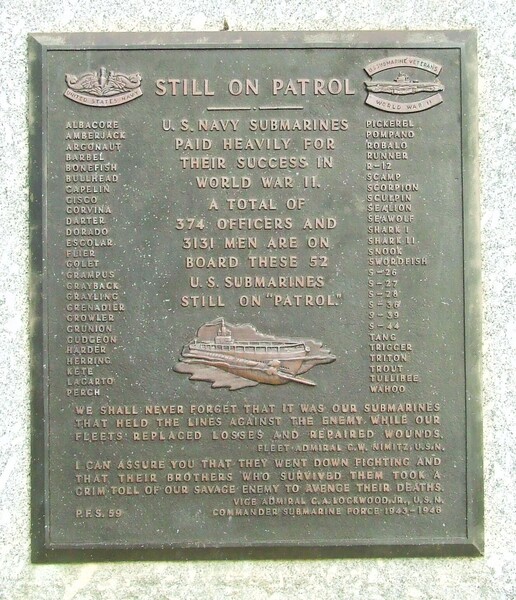 STILL ON PATROL
UNITED STATES NAVY
SUBMARINE VETERANS
WORLD WAR II
ALBACORE
AMBERJACK
ARGONAUT
BARBEL
BONEFISH
BULLHEAD
CAPELIN
CISCO
CORVINA
DARTER
DORADO
ESCOLAR
FLIER
GOLET
GRAMPUS
GRAYBACK
GRAYLING
GRENADIER
GROWLER
GRUNION
GUDGEON
HARDER
HERRING
KETE
LAGARTO
PERCH
U.S. NAVY SUBMARINES
PAID HEAVILY FOR
THEIR SUCCESS IN
WORLD WAR II.
A TOTAL OF
374 OFFICERS AND
3131 MEN ARE ON
BOARD THESE 52
U.S. SUBMARINES
STILL ON "PATROL."
PICKEREL
POMPANO
ROBALO
RUNNER
R-12
SCAMP
SCORPION
SCULPIN
SEALION
SEAWOLF
SHARK I
SHARK II
SNOOK
SWORDFISH
S-26
S-27
S-28
S-36
S-39
S-44
TANG
TRIGGER
TRITON
TROUT
TULLIBEE
WAHOO
"WE SHALL NEVER FORGET THAT IT WAS OUR SUBMARINES
THAT HELD THE LINES AGAINST THE ENEMY WHILE OUR
FLEETS REPLACED LOSSES AND REPAIRED WOUNDS.
FLEET ADMIRAL C.W. NIMITZ, U.S.N.
I CAN ASSURE YOU THAT THEY WENT DOWN FIGHTING AND
THAT THEIR BROTHERS WHO SURVIVED THEM TOOK A
GRIM TOLL OF OUR SAVAGE ENEMY TO AVENGE THEIR DEATHS.
VICE ADMIRAL C.A. LOCKWOOD, JR., U.S.N.
P.F.S. 59
COMMANDER SUBMARINE FORCE 1943-1946